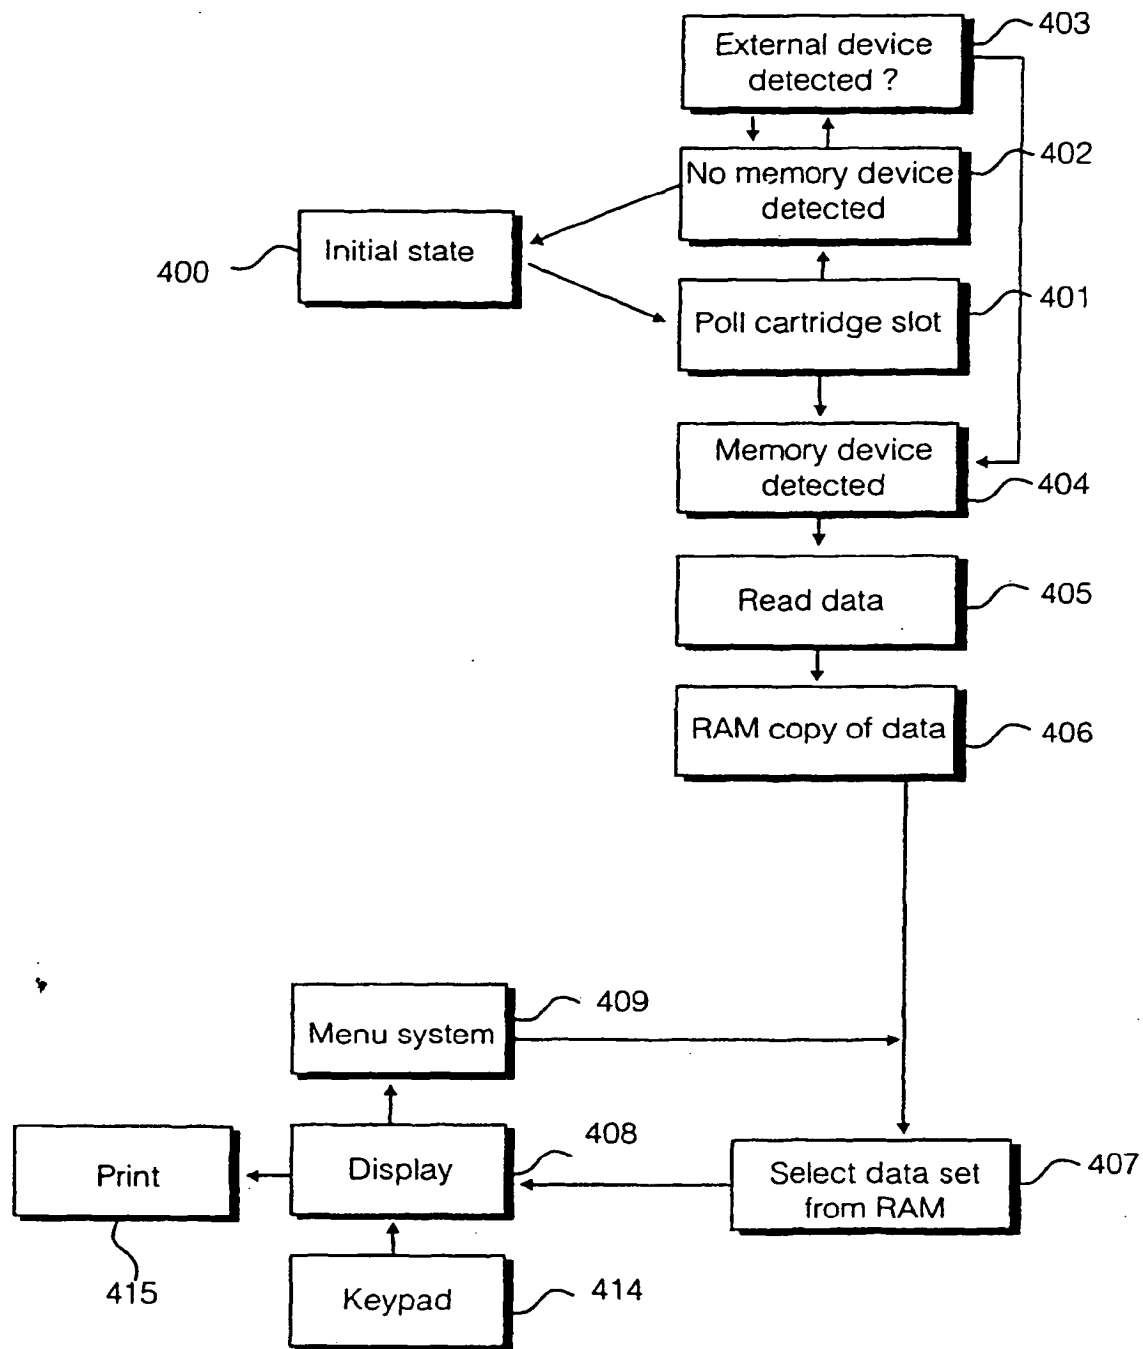 External device
detected ?
403
No memory device
detected
402
Initial state
400
Poll cartridge slot
401
Memory device
detected
404
Read data
405
RAM copy of data
406
Menu system
409
Print
415
Display
408
Select data set
from RAM
407
Keypad
414